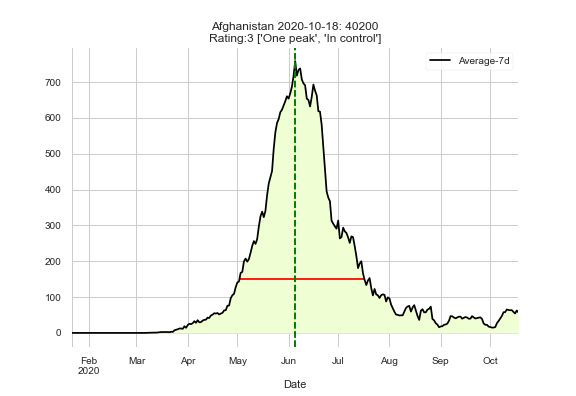 Afghanistan 2020-10-18: 40200
Rating:3 ['One peak', 'In control']
Average-7d
700
600
500
400
300
200
100
0
Feb Mar Apr May Jun Jul Aug Sep Oct
2020
Date